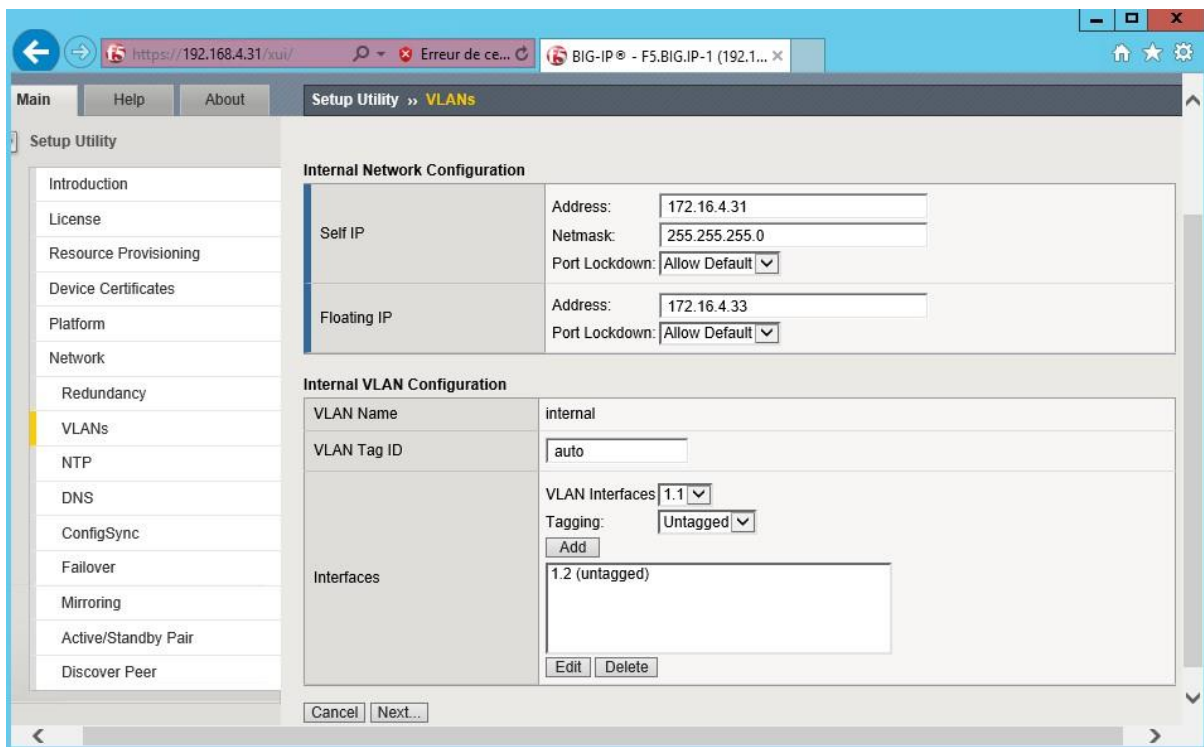 https://192.168.4.31/xui/ Erreur de ce... BIG-IP® - F5.BIG.IP-1 (192.1...
Main Help About
Setup Utility » VLANs
Setup Utility
Introduction
License
Resource Provisioning
Device Certificates
Platform
Network
Redundancy
VLANs
NTP
DNS
ConfigSync
Failover
Mirroring
Active/Standby Pair
Discover Peer
Internal Network Configuration
Self IP
Address: 172.16.4.31
Netmask: 255.255.255.0
Port Lockdown: Allow Default
Floating IP
Address: 172.16.4.33
Port Lockdown: Allow Default
Internal VLAN Configuration
VLAN Name internal
VLAN Tag ID auto
Interfaces
VLAN Interfaces 1.1
Tagging: Untagged
Add
1.2 (untagged)
Edit Delete
Cancel Next...